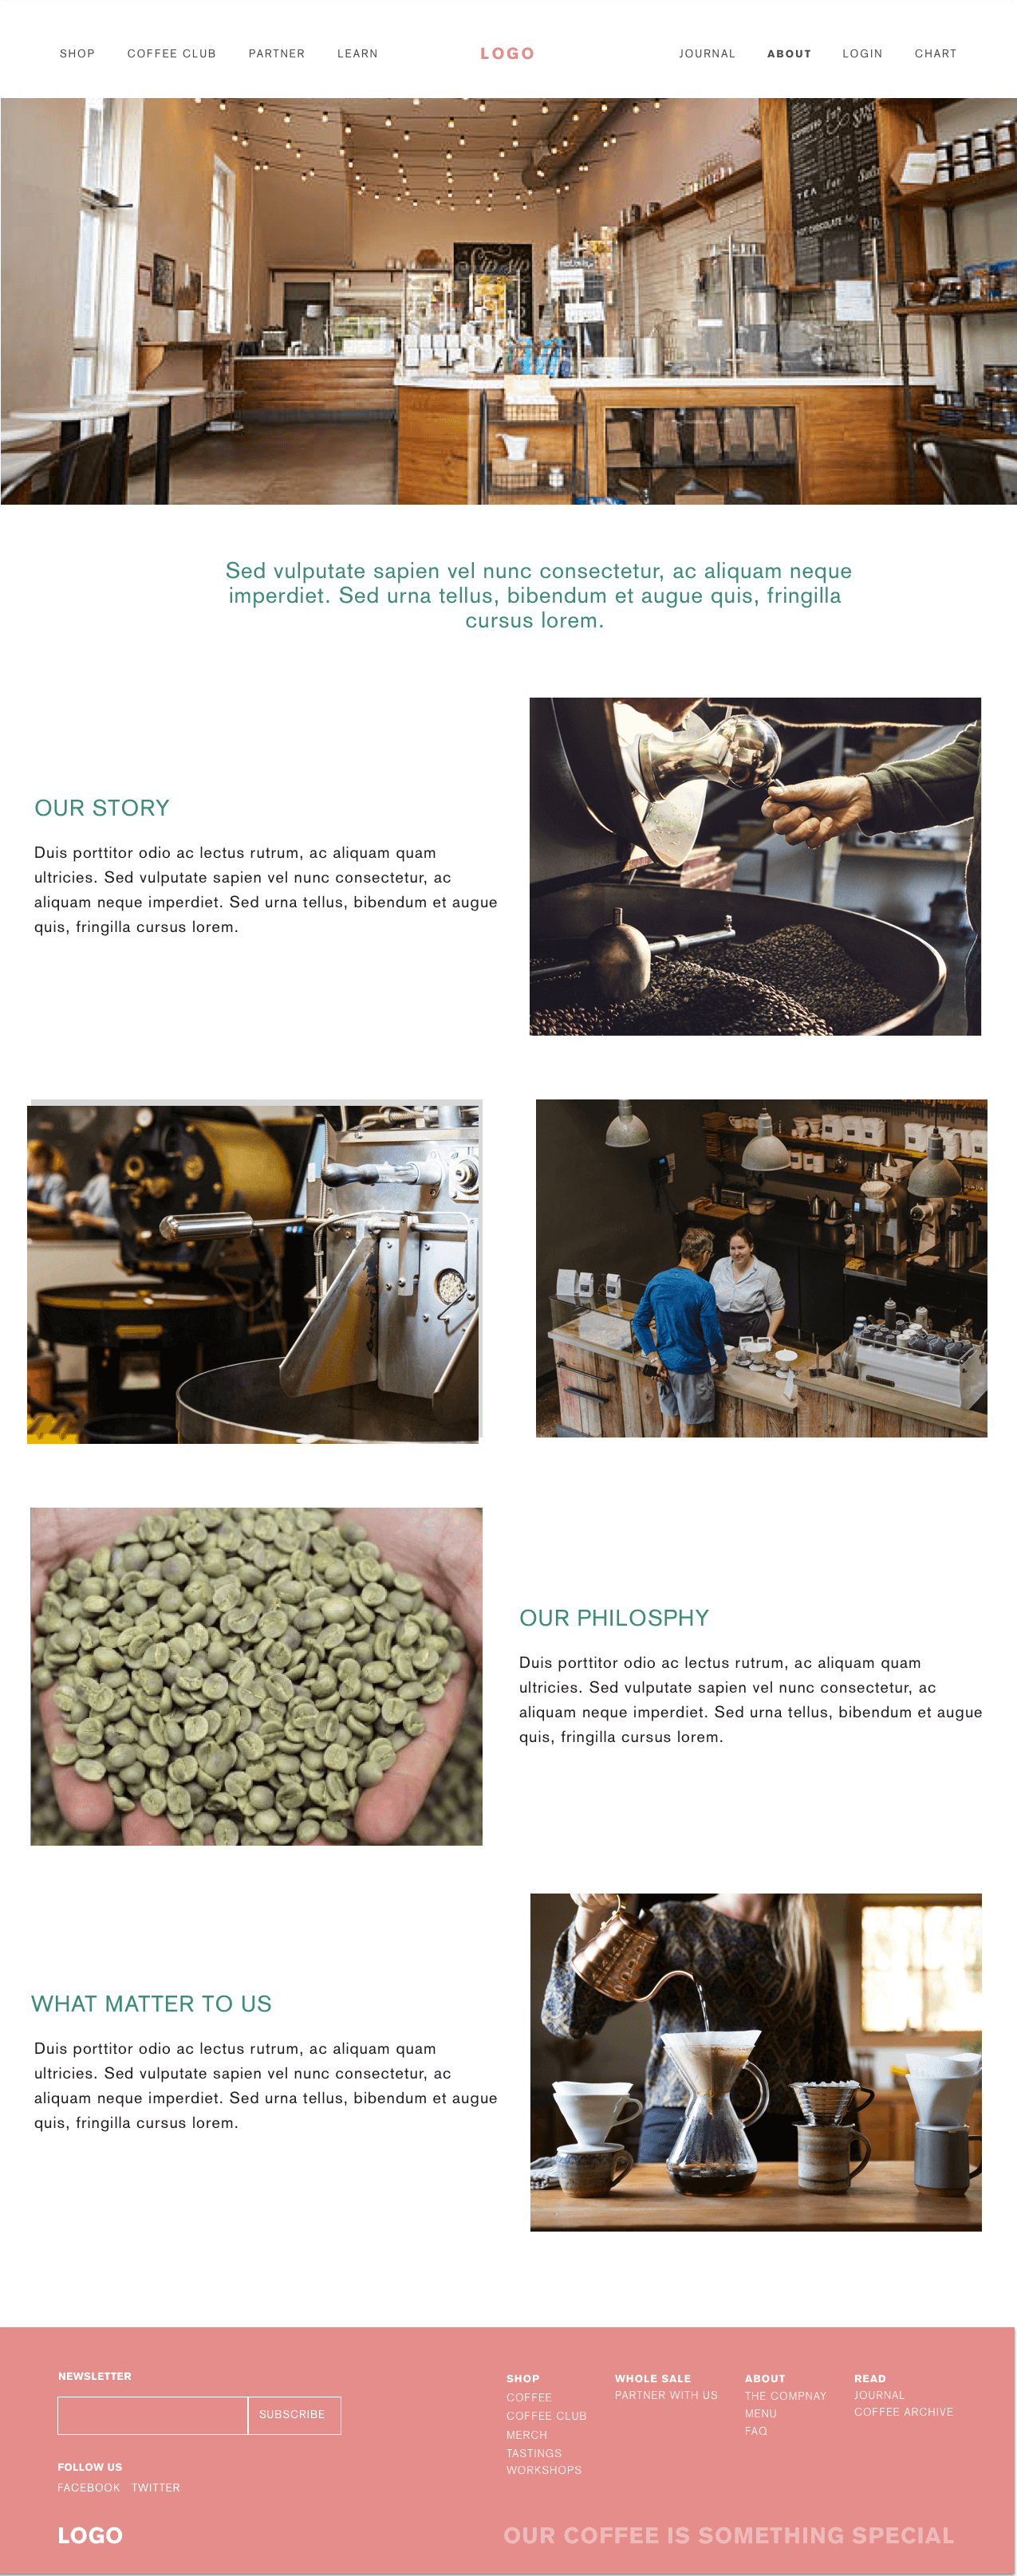 SHOP COFFEE CLUB PARTNER LEARN LOGO JOURNAL ABOUT LOGIN CHART
ESPRESSO
TEA for
HOT CHOCOLATE
Sed vulputate sapien vel nunc consectetur, ac aliquam neque
imperdiet. Sed urna tellus, bibendum et augue quis, fringilla
cursus lorem.
OUR STORY
Duis porttitor odio ac lectus rutrum, ac aliquam quam
ultricies. Sed vulputate sapien vel nunc consectetur, ac
aliquam neque imperdiet. Sed urna tellus, bibendum et augue
quis, fringilla cursus lorem.
OUR PHILOSPHY
Duis porttitor odio ac lectus rutrum, ac aliquam quam
ultricies. Sed vulputate sapien vel nunc consectetur, ac
aliquam neque imperdiet. Sed urna tellus, bibendum et augue
quis, fringilla cursus lorem.
WHAT MATTER TO US
Duis porttitor odio ac lectus rutrum, ac aliquam quam
ultricies. Sed vulputate sapien vel nunc consectetur, ac
aliquam neque imperdiet. Sed urna tellus, bibendum et augue
quis, fringilla cursus lorem.
NEWSLETTER
SUBSCRIBE
FOLLOW US
FACEBOOK TWITTER
LOGO
SHOP
COFFEE
COFFEE CLUB
MERCH
TASTINGS
WORKSHOPS
WHOLE SALE
PARTNER WITH US
ABOUT
THE COMPNAY
MENU
FAQ
READ
JOURNAL
COFFEE ARCHIVE
OUR COFFEE IS SOMETHING SPECIAL